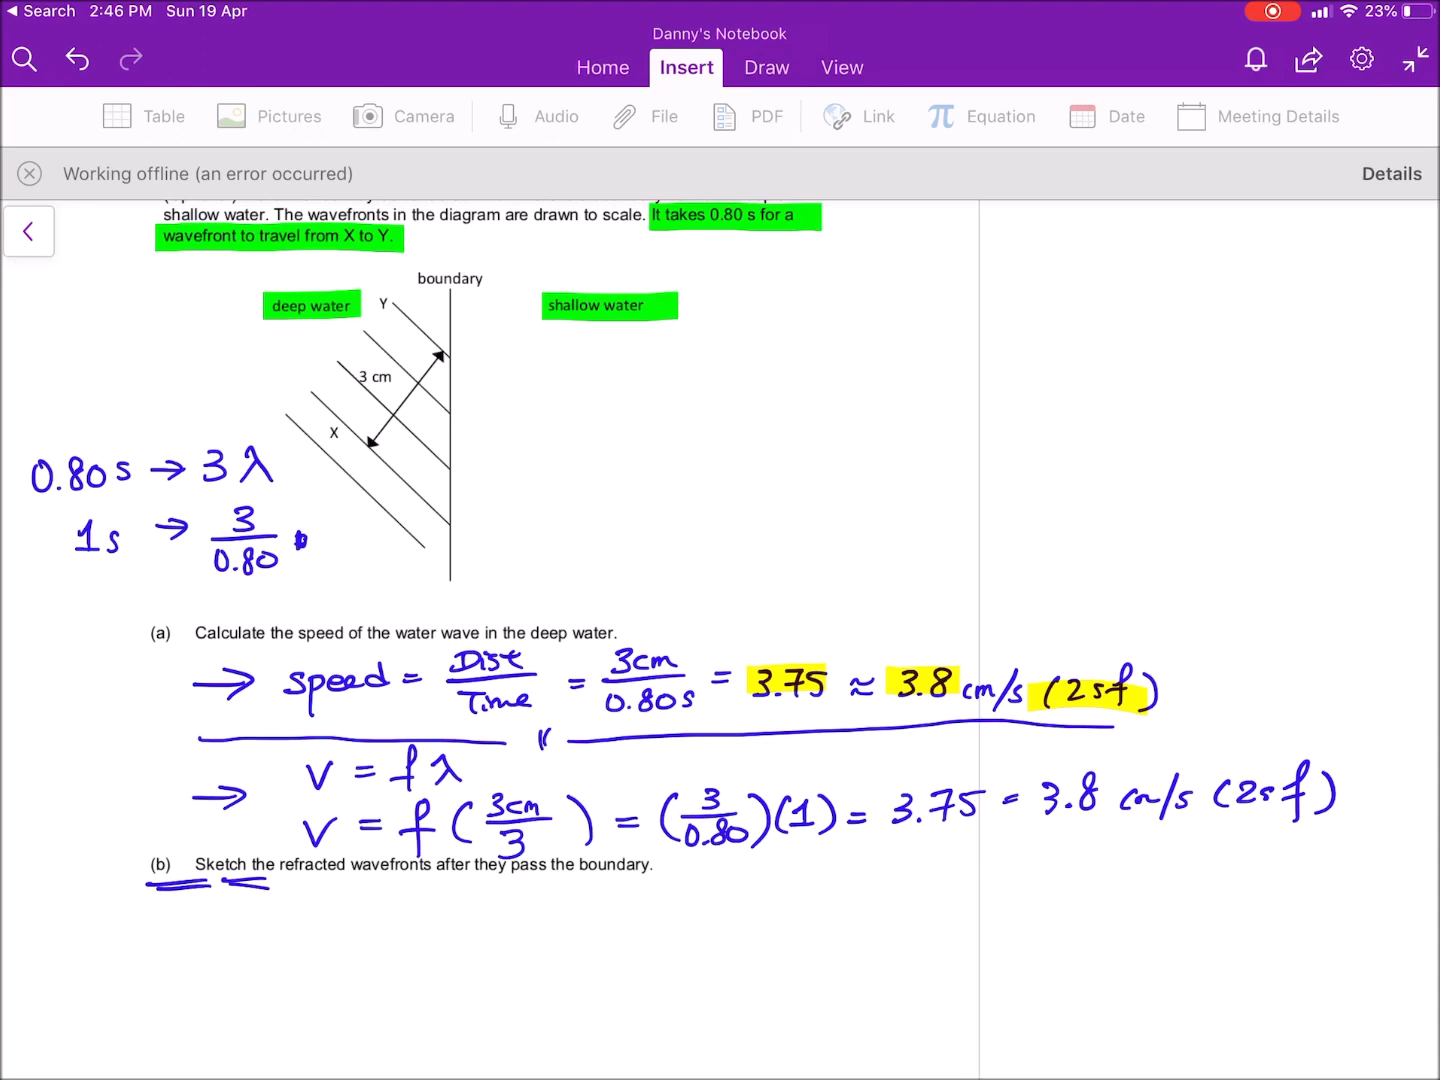 Search 2:46 PM Sun 19 Apr 23%
Danny's Notebook
Home Insert Draw View
Table Pictures Camera Audio File PDF Link Equation Date Meeting Details
Working offline (an error occurred) Details
shallow water. The wavefronts in the diagram are drawn to scale. It takes 0.80 s for a
wavefront to travel from X to Y.
boundary
deep water Y shallow water
3 cm
X
0.80s → 3 λ
1s → 3/0.80
(a) Calculate the speed of the water wave in the deep water.
→ speed = Dist/Time = 3cm/0.80s = 3.75 ≈ 3.8 cm/s (2sf)
v = f λ
→ v = f (3cm/3) = (3/0.80)(1) = 3.75 = 3.8 cm/s (2sf)
(b) Sketch the refracted wavefronts after they pass the boundary.